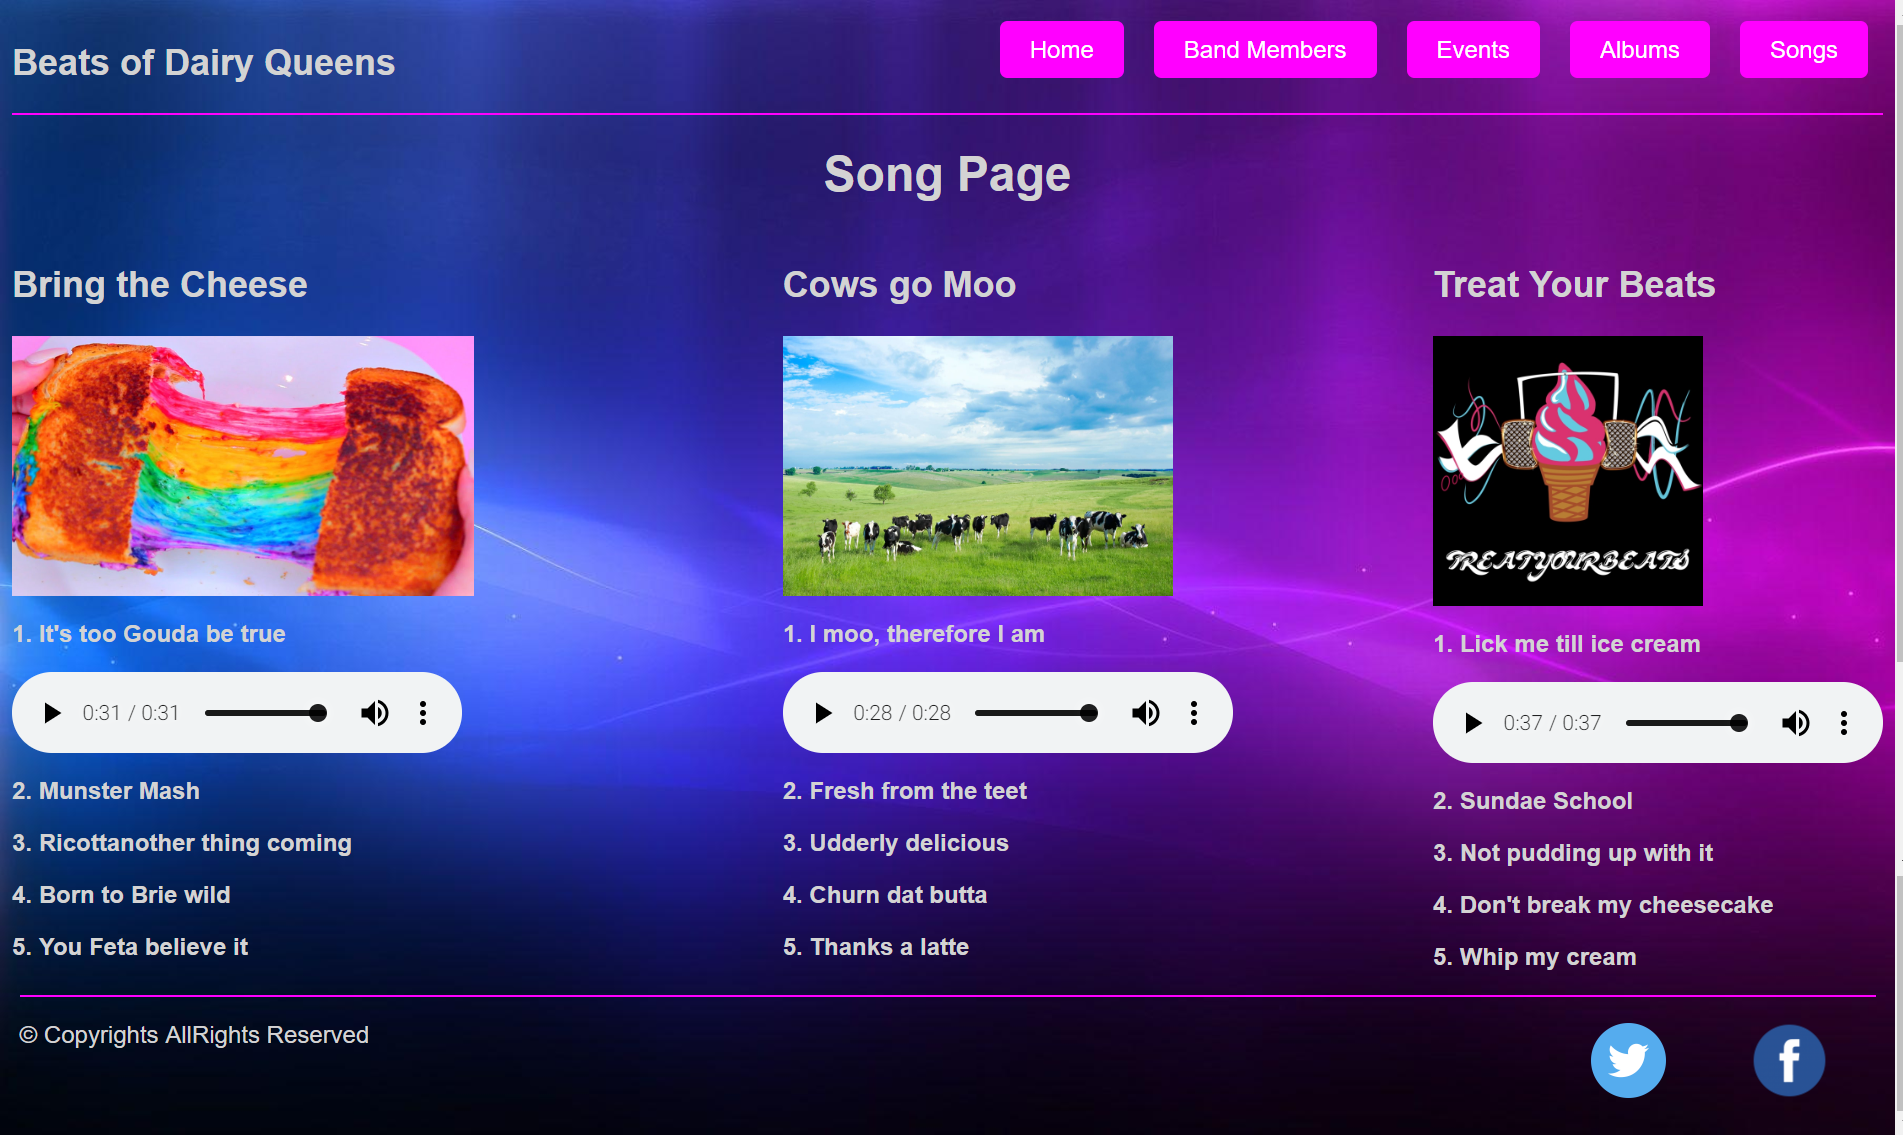 Beats of Dairy Queens
Home
Band Members
Events
Albums
Songs
Song Page
Bring the Cheese
1. It's too Gouda be true
0:31 / 0:31
2. Munster Mash
3. Ricottanother thing coming
4. Born to Brie wild
5. You Feta believe it
Cows go Moo
1. I moo, therefore I am
0:28 / 0:28
2. Fresh from the teet
3. Udderly delicious
4. Churn dat butta
5. Thanks a latte
Treat Your Beats
TREATYOURBEATS
1. Lick me till ice cream
0:37 / 0:37
2. Sundae School
3. Not pudding up with it
4. Don't break my cheesecake
5. Whip my cream
© Copyrights AllRights Reserved